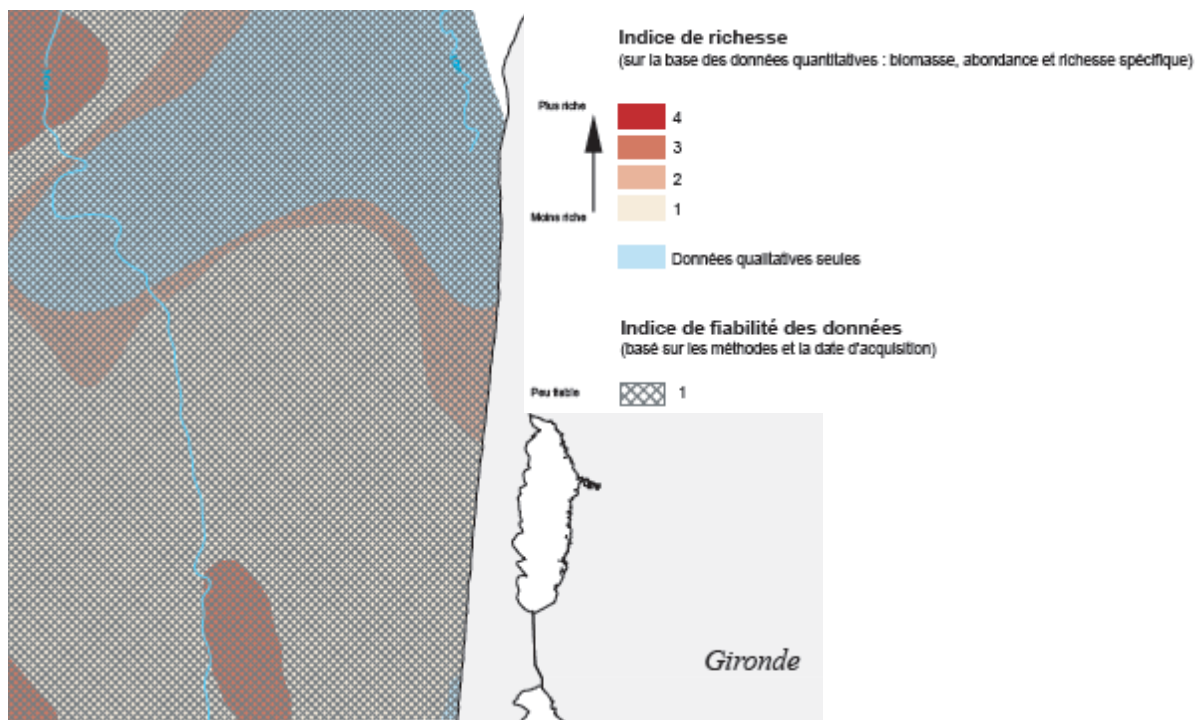 Indice de richesse
(sur la base des données quantitatives : biomasse, abondance et richesse spécifique)
Plus riche
4
3
2
Moins riche
1
Données qualitatives seules
Indice de fiabilité des données
(basé sur les méthodes et la date d'acquisition)
Peu fiable
1
Gironde